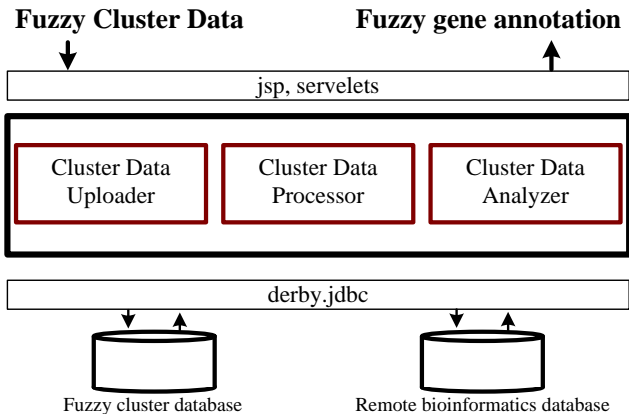 Fuzzy Cluster Data
Fuzzy gene annotation
jsp, servelets
Cluster Data
Uploader
Cluster Data
Processor
Cluster Data
Analyzer
derby.jdbc
Fuzzy cluster database
Remote bioinformatics database